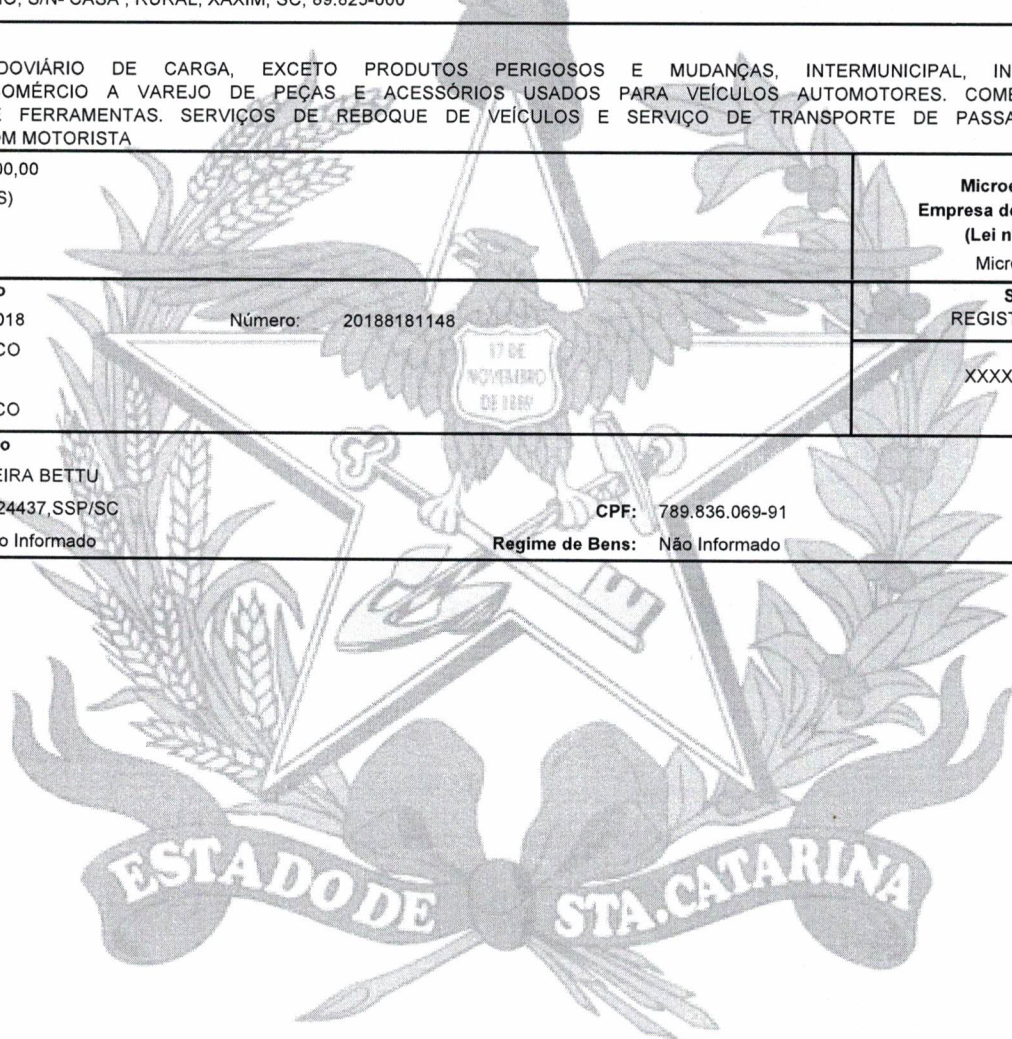 RURAL, XAXIM, SC, 89.825-000
DOVIÁRIO DE CARGA, EXCETO PRODUTOS PERIGOSOS E MUDANÇAS, INTERMUNICIPAL, IN
OMÉRCIO A VAREJO DE PEÇAS E ACESSÓRIOS USADOS PARA VEÍCULOS AUTOMOTORES. COME
E FERRAMENTAS. SERVIÇOS DE REBOQUE DE VEÍCULOS E SERVIÇO DE TRANSPORTE DE PASSA
OM MOTORISTA
00,00
S)
Microe
Empresa de
(Lei n
Micro
o
018 Número: 20188181148
CO
CO
S
REGIST
XXXX
17 DE
NOVEMBRO
DE 1889
o
EIRA BETTU
24437,SSP/SC CPF: 789.836.069-91
o Informado Regime de Bens: Não Informado
ESTADO DE STA. CATARINA